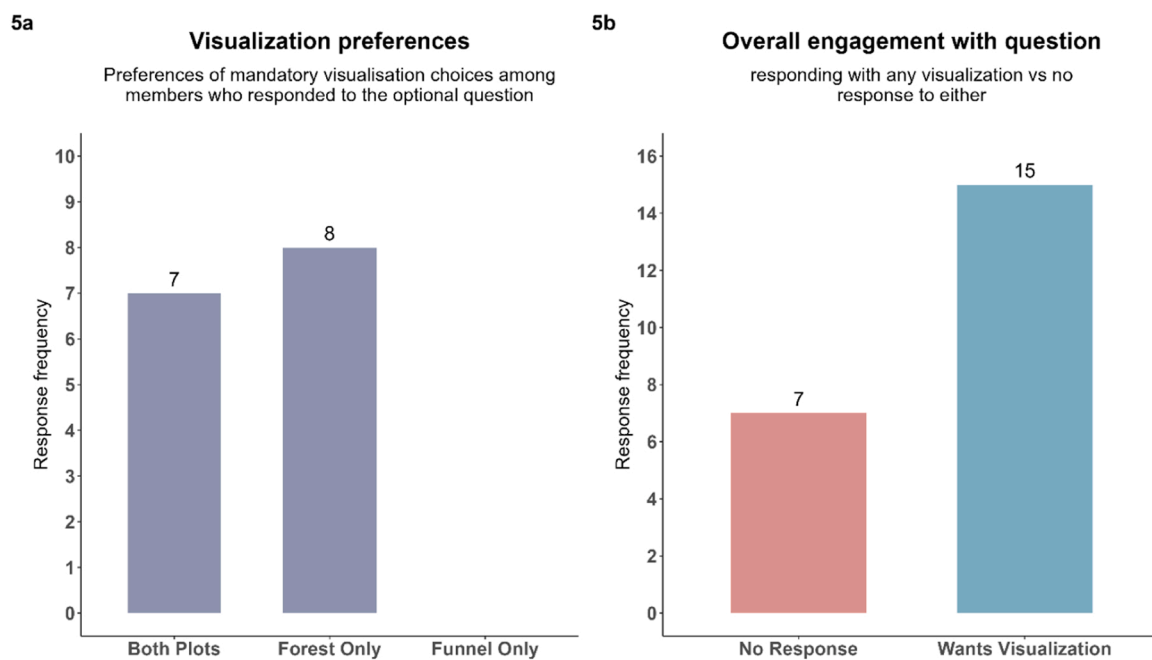 5a
Visualization preferences
Preferences of mandatory visualisation choices among
members who responded to the optional question
Response frequency
10
9
8
7
6
5
4
3
2
1
0
7
8
Both Plots
Forest Only
Funnel Only
5b
Overall engagement with question
responding with any visualization vs no
response to either
Response frequency
16
14
12
10
8
6
4
2
0
7
15
No Response
Wants Visualization